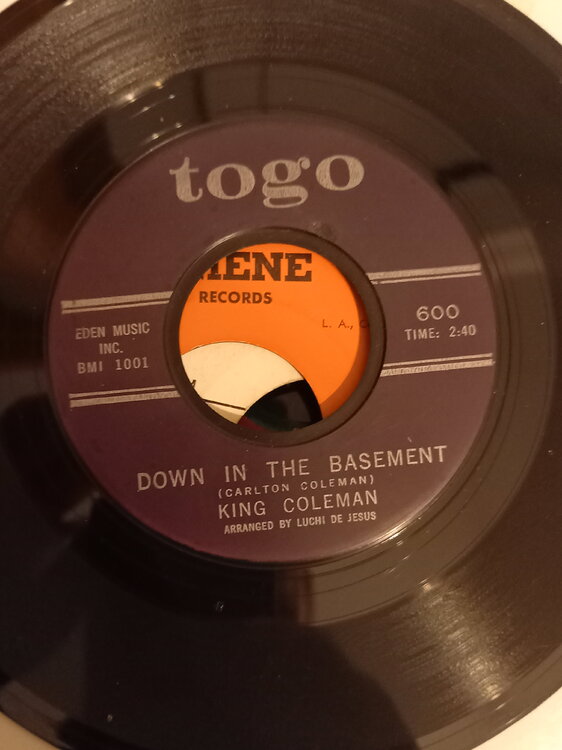 togo
HENE
RECORDS
L. A.,
EDEN MUSIC
INC.
BMI 1001
600
TIME: 2:40
DOWN IN THE BASEMENT
(CARLTON COLEMAN)
KING COLEMAN
ARRANGED BY LUCHI DE JESUS